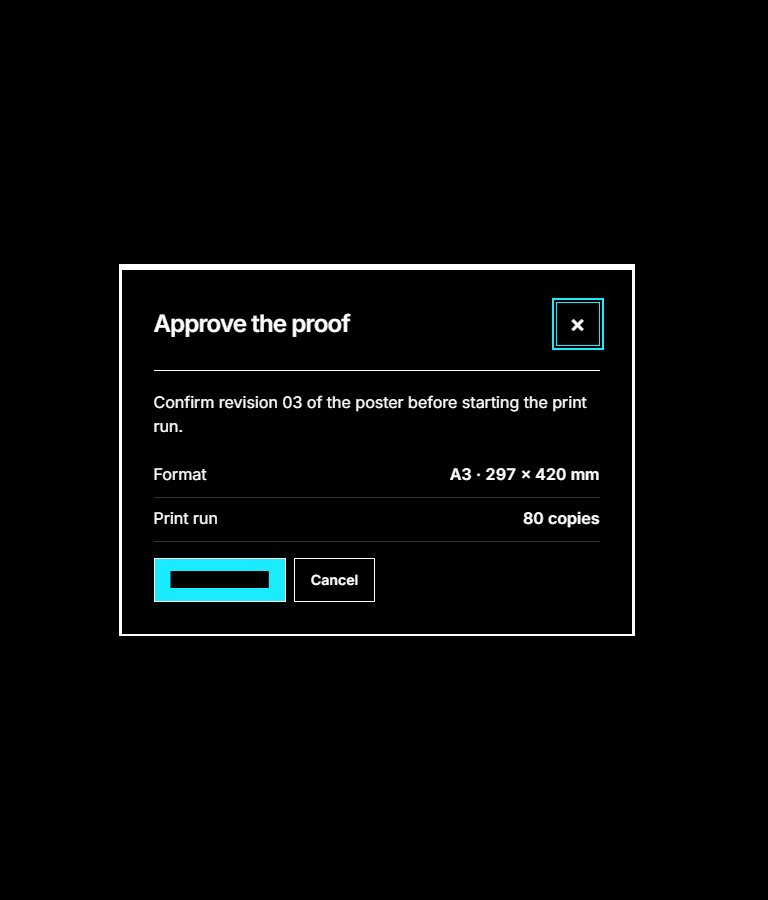 Approve the proof
×
Confirm revision 03 of the poster before starting the print
run.
Format A3 · 297 × 420 mm
Print run 80 copies
Cancel